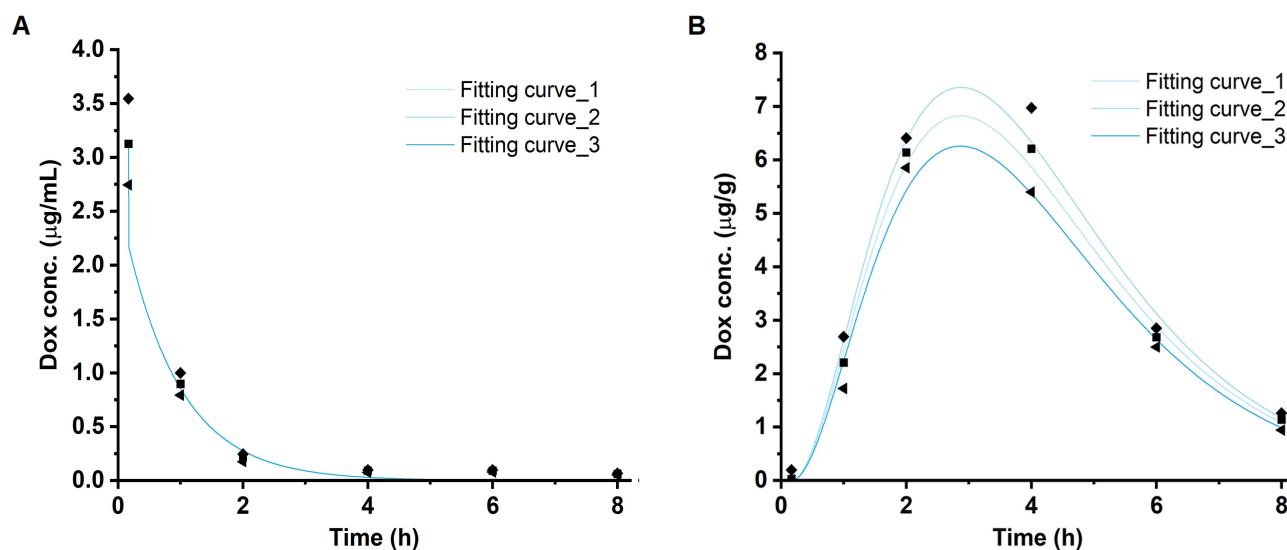 A
Dox conc. (μg/mL)
4.0
3.5
3.0
2.5
2.0
1.5
1.0
0.5
0.0
0
2
4
6
8
Time (h)
Fitting curve_1
Fitting curve_2
Fitting curve_3
B
Dox conc. (μg/g)
8
7
6
5
4
3
2
1
0
0
2
4
6
8
Time (h)
Fitting curve_1
Fitting curve_2
Fitting curve_3